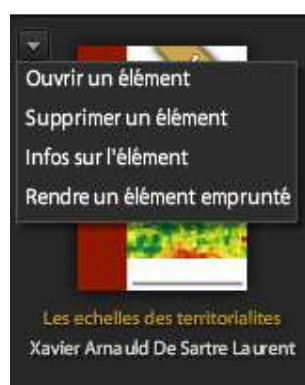 Ouvrir un élément
Supprimer un élément
Infos sur l'élément
Rendre un élément emprunté
Les echelles des territorialites
Xavier Arnauld De Sartre Laurent